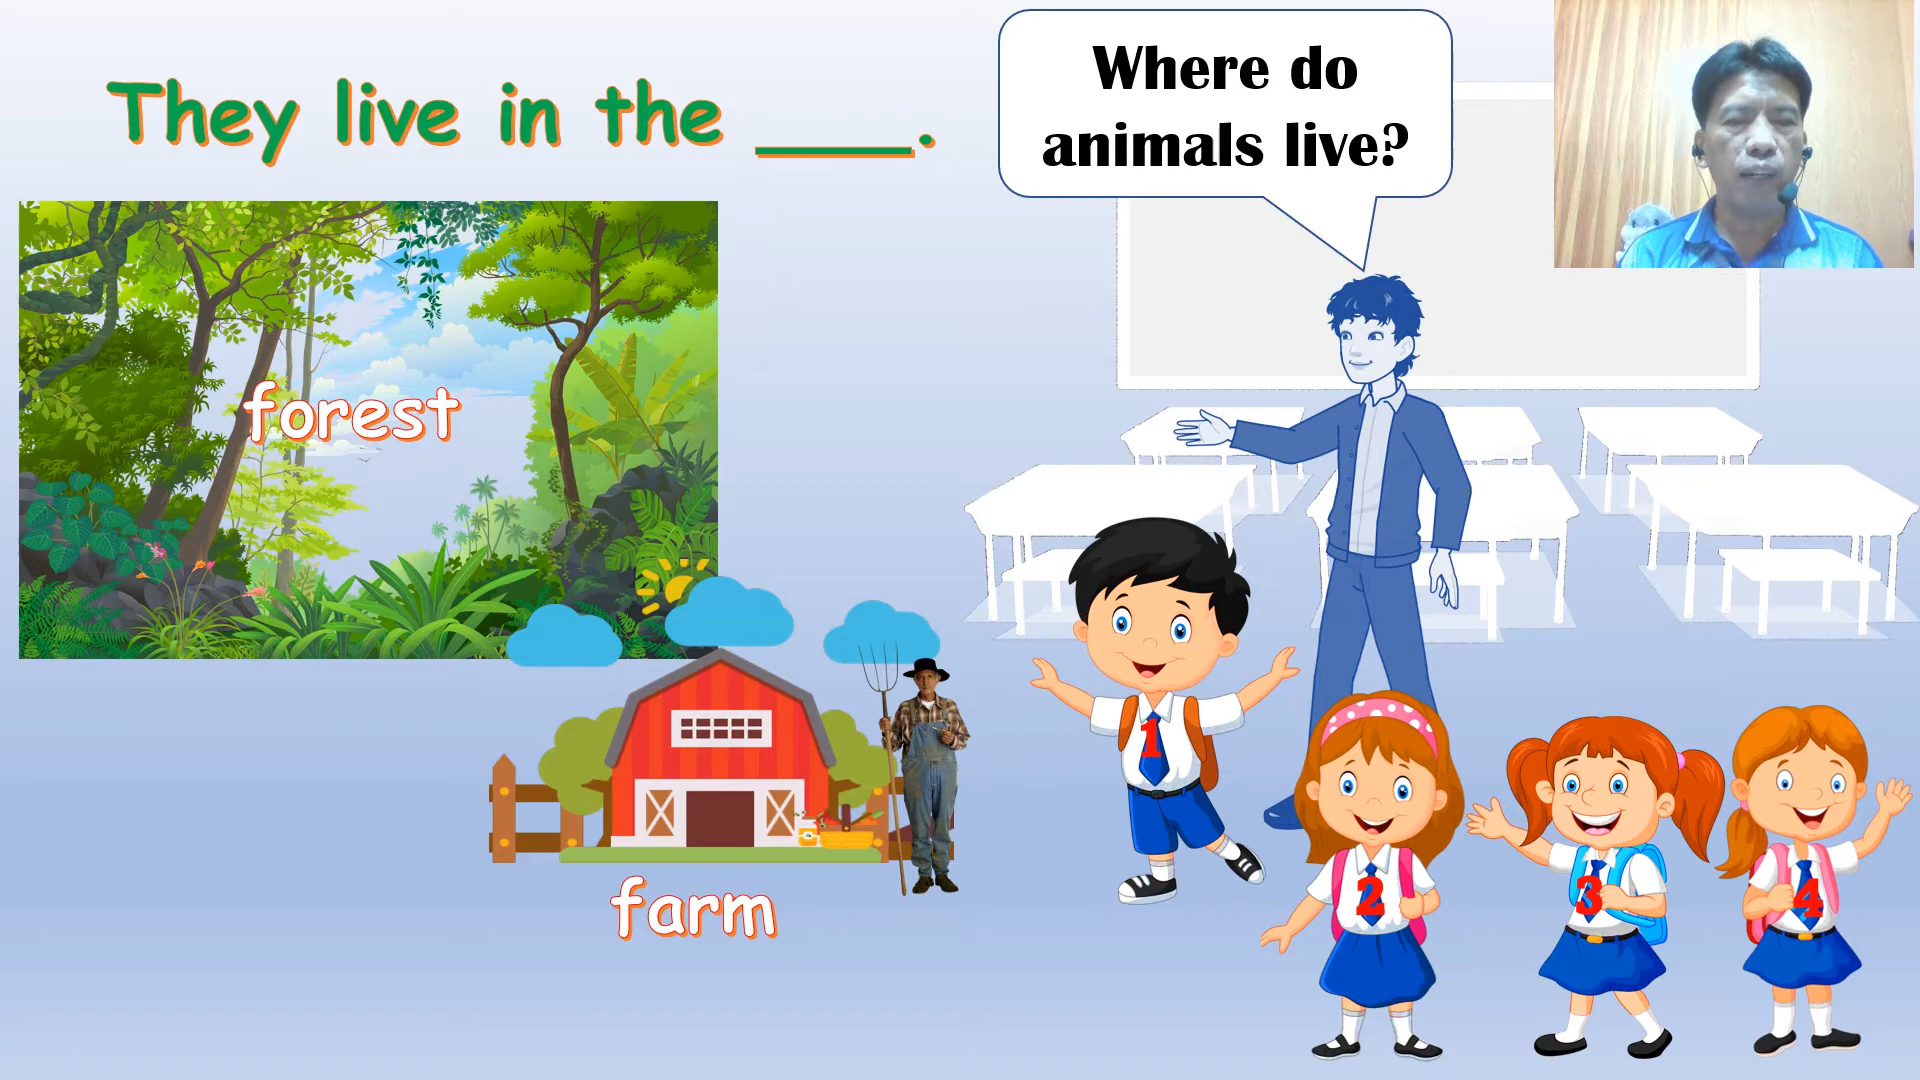 They live in the ____.
Where do
animals live?
forest
farm
1
2
3
4